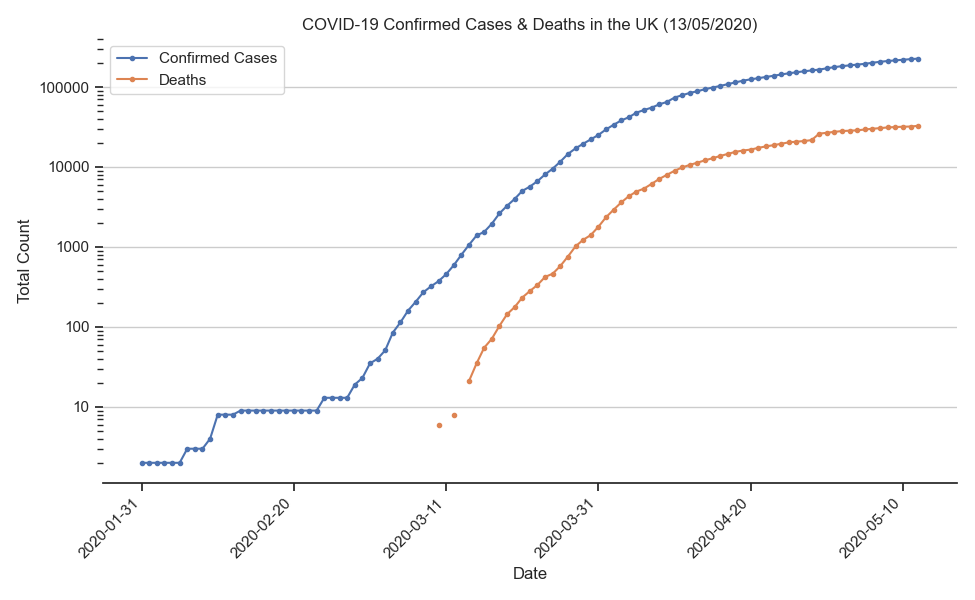 COVID-19 Confirmed Cases & Deaths in the UK (13/05/2020)
Confirmed Cases
Deaths
100000
10000
1000
100
10
Total Count
2020-01-31
2020-02-20
2020-03-11
2020-03-31
2020-04-20
2020-05-10
Date